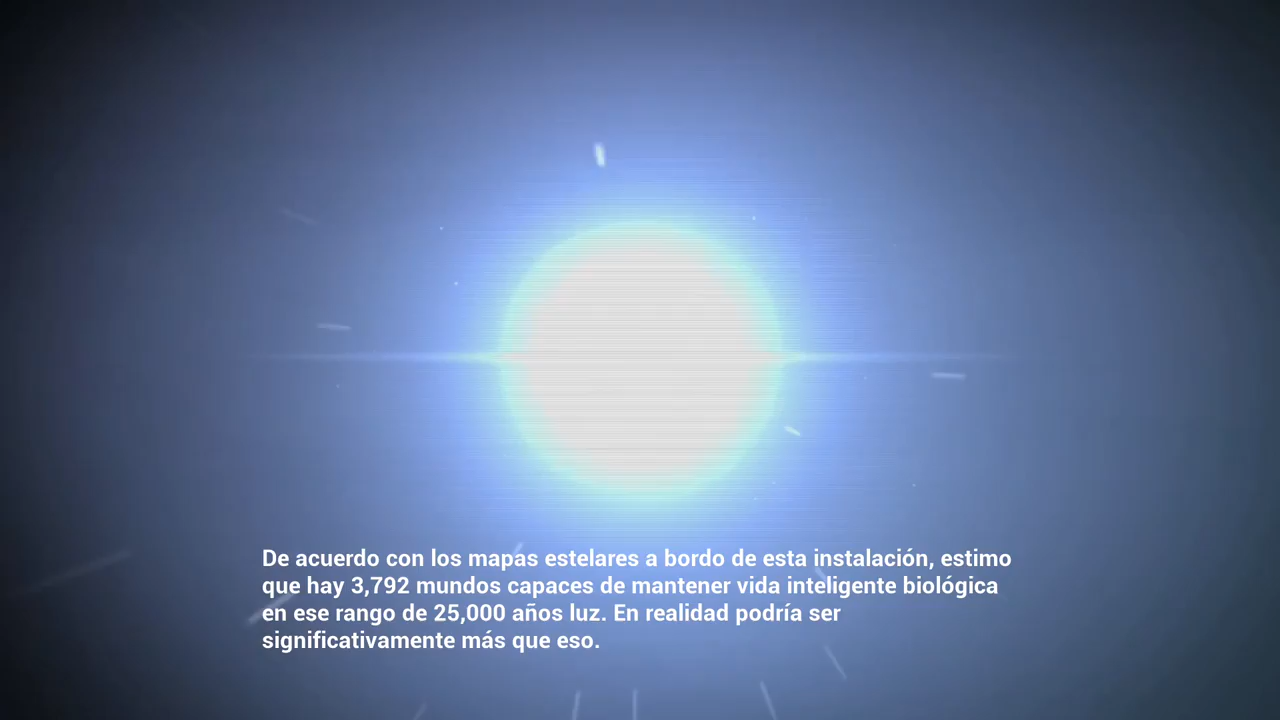 De acuerdo con los mapas estelares a bordo de esta instalación, estimo
que hay 3,792 mundos capaces de mantener vida inteligente biológica
en ese rango de 25,000 años luz. En realidad podría ser
significativamente más que eso.